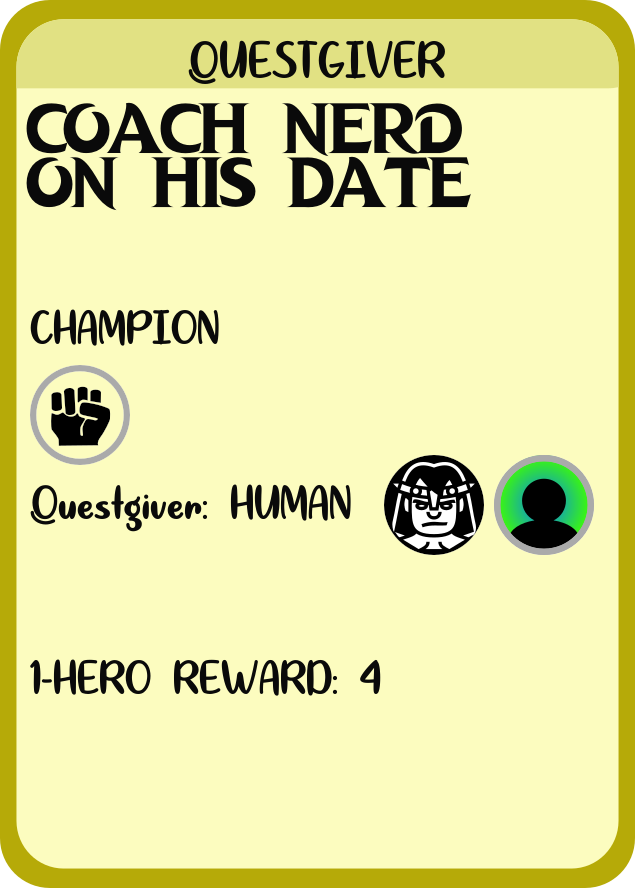 QUESTGIVER
COACH NERD
ON HIS DATE
CHAMPION
Questgiver: HUMAN
1-HERO REWARD: 4